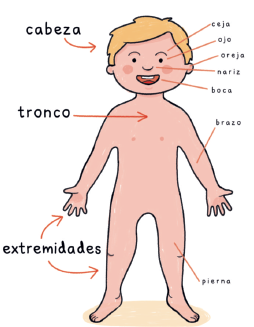 cabeza
ceja
ojo
oreja
nariz
boca
tronco
brazo
extremidades
pierna